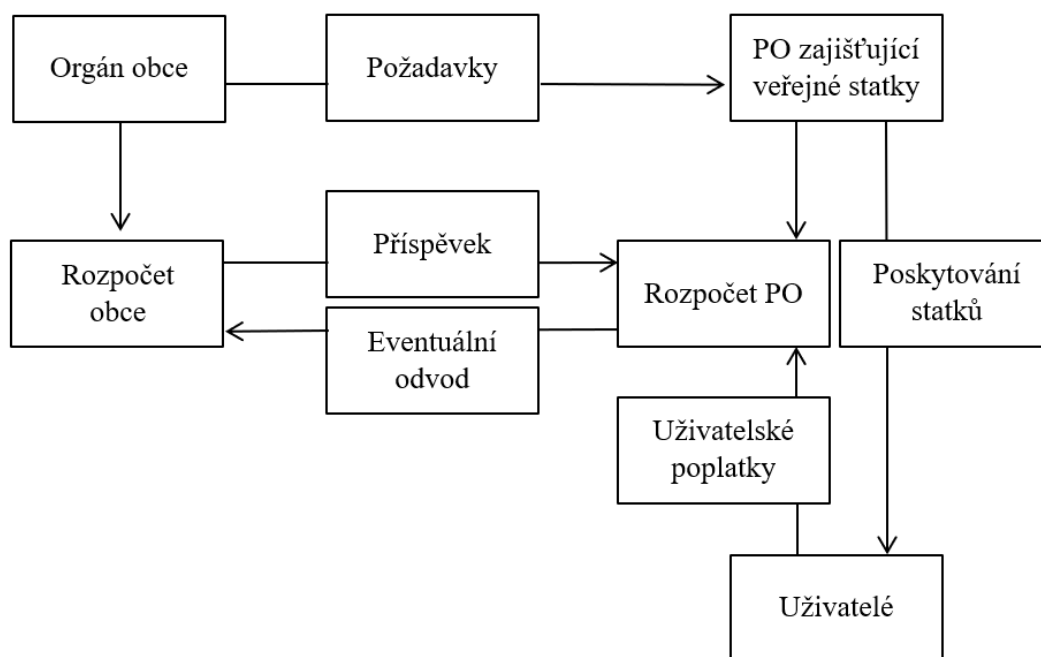 Orgán obce
Požadavky
PO zajišťující
veřejné statky
Rozpočet
obce
Příspěvek
Eventuální
odvod
Rozpočet PO
Poskytování
statků
Uživatelské
poplatky
Uživatelé